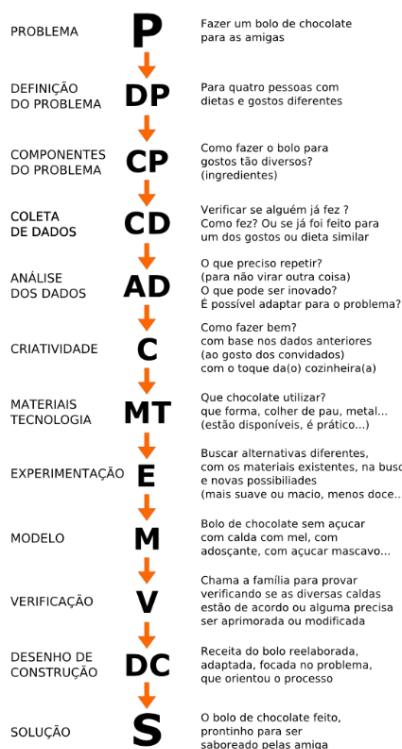 PROBLEMA
P
Fazer um bolo de chocolate
para as amigas
DEFINIÇÃO
DO PROBLEMA
DP
Para quatro pessoas com
dietas e gostos diferentes
COMPONENTES
DO PROBLEMA
CP
Como fazer o bolo para
gostos tão diversos?
(ingredientes)
COLETA
DE DADOS
CD
Verificar se alguém já fez ?
Como fez? Ou se já foi feito para
um dos gostos ou dieta similar
ANÁLISE
DOS DADOS
AD
O que preciso repetir?
(para não virar outra coisa)
O que pode ser inovado?
É possível adaptar para o problema?
CRIATIVIDADE
C
Como fazer bem?
com base nos dados anteriores
(ao gosto dos convidados)
com o toque da(o) cozinheira(a)
MATERIAIS
TECNOLOGIA
MT
Que chocolate utilizar?
que forma, colher de pau, metal...
(estão disponíveis, é prático...)
EXPERIMENTAÇÃO
E
Buscar alternativas diferentes,
com os materiais existentes, na busc
e novas possibiliades
(mais suave ou macio, menos doce...
MODELO
M
Bolo de chocolate sem açucar
com calda com mel, com
adosçante, com açucar mascavo...
VERIFICAÇÃO
V
Chama a família para provar
verificando se as diversas caldas
estão de acordo ou alguma precisa
ser aprimorada ou modificada
DESENHO DE
CONSTRUÇÃO
DC
Receita do bolo reelaborada,
adaptada, focada no problema,
que orientou o processo
SOLUÇÃO
S
O bolo de chocolate feito,
prontinho para ser
saboreado pelas amiga